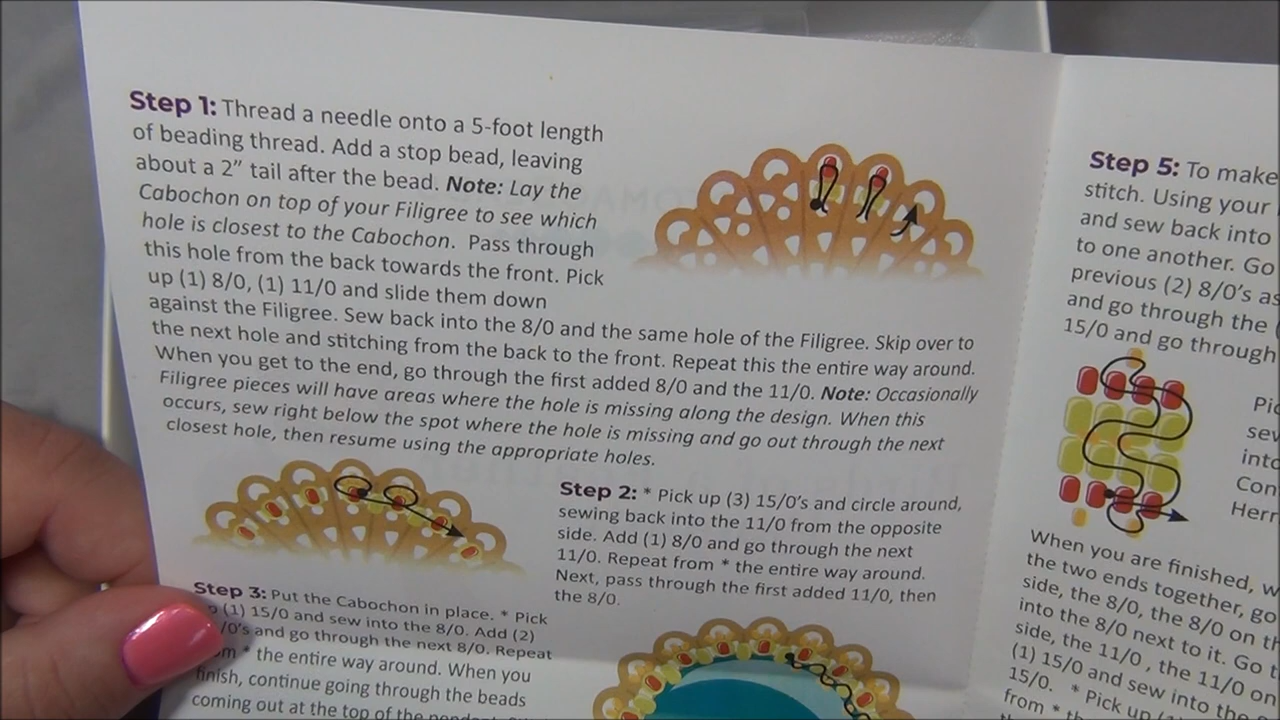 Step 1: Thread a needle onto a 5-foot length
of beading thread. Add a stop bead, leaving
about a 2" tail after the bead. Note: Lay the
Cabochon on top of your Filigree to see which
hole is closest to the Cabochon. Pass through
this hole from the back towards the front. Pick
up (1) 8/0, (1) 11/0 and slide them down
against the Filigree. Sew back into the 8/0 and the same hole of the Filigree. Skip over to
the next hole and stitching from the back to the front. Repeat this the entire way around.
When you get to the end, go through the first added 8/0 and the 11/0. Note: Occasionally
Filigree pieces will have areas where the hole is missing along the design. When this
occurs, sew right below the spot where the hole is missing and go out through the next
closest hole, then resume using the appropriate holes.
Step 2: * Pick up (3) 15/0's and circle around,
sewing back into the 11/0 from the opposite
side. Add (1) 8/0 and go through the next
11/0. Repeat from * the entire way around.
Next, pass through the first added 11/0, then
the 8/0.
Step 3: Put the Cabochon in place. * Pick
(1) 15/0 and sew into the 8/0. Add (2)
/0's and go through the next 8/0. Repeat
* the entire way around. When you
finish, continue going through the beads
coming out at the top of the
Step 5: To make
stitch. Using your
and sew back into
to one another. Go
previous (2) 8/0's as
and go through the
15/0 and go through
When you are finished, w
the two ends together, go
side, the 8/0, the 8/0 on th
into the 8/0 next to it. Go t
side, the 11/0, the 11/0 on
(1) 15/0 and sew into the
15/0. * Pick up (1
from *